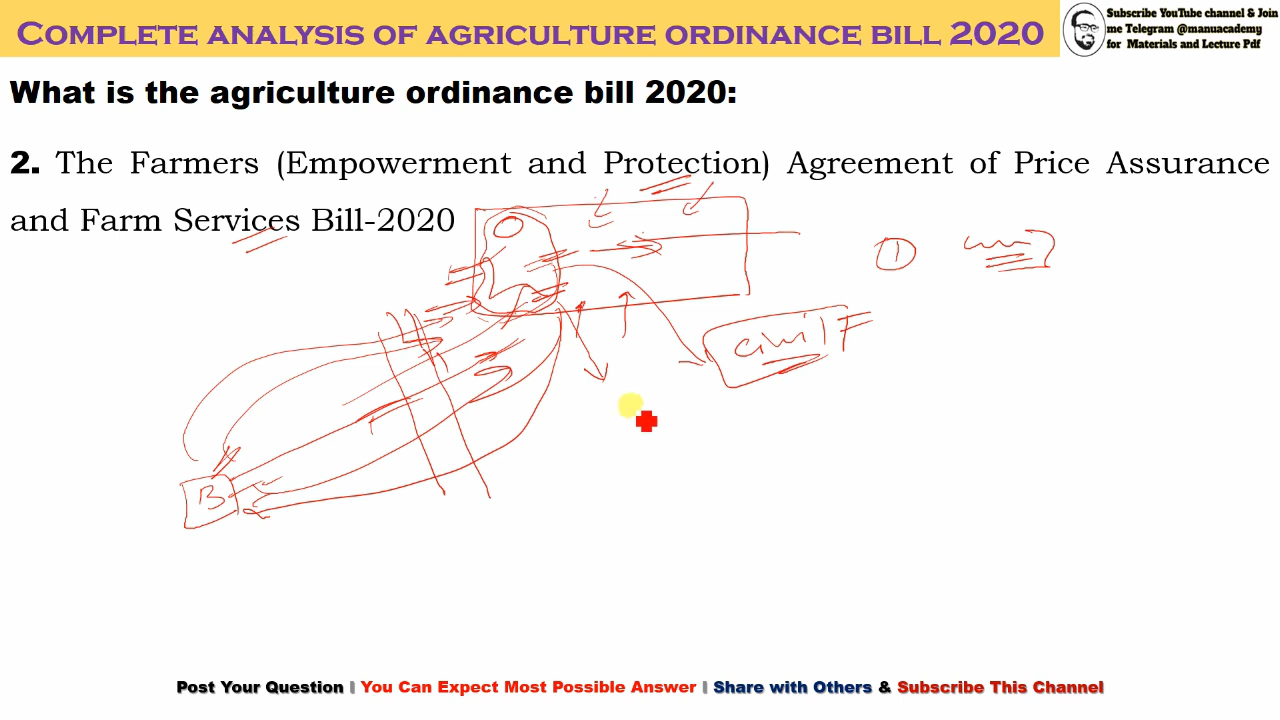 COMPLETE ANALYSIS OF AGRICULTURE ORDINANCE BILL 2020
Subscribe YouTube channel & Join
me Telegram @manuacademy
for Materials and Lecture Pdf
What is the agriculture ordinance bill 2020:
2. The Farmers (Empowerment and Protection) Agreement of Price Assurance
and Farm Services Bill-2020
1
B
Post Your Question | You Can Expect Most Possible Answer | Share with Others & Subscribe This Channel